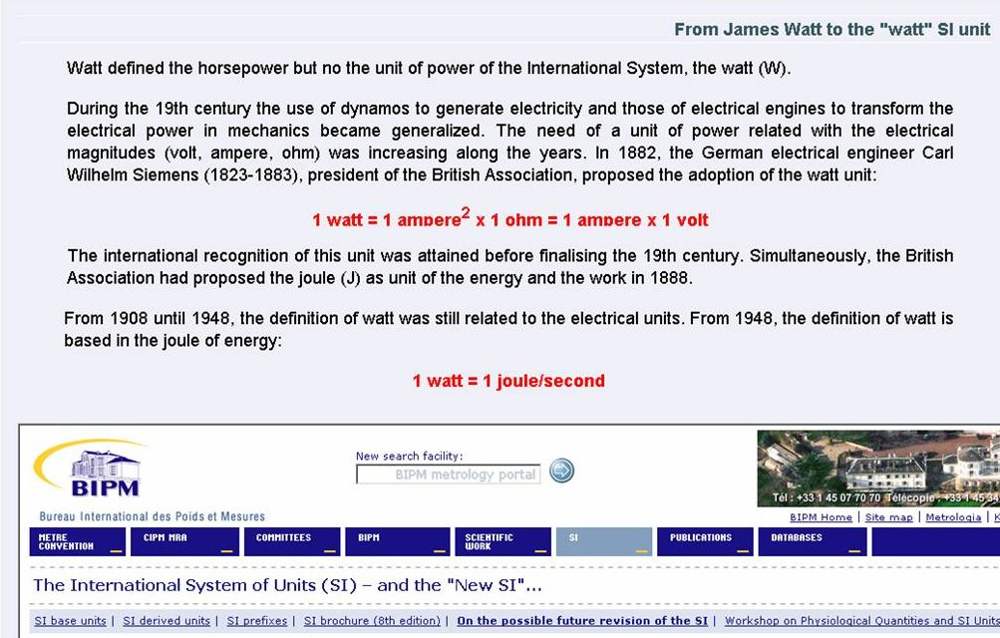 From James Watt to the "watt" SI unit
Watt defined the horsepower but no the unit of power of the International System, the watt (W).
During the 19th century the use of dynamos to generate electricity and those of electrical engines to transform the
electrical power in mechanics became generalized. The need of a unit of power related with the electrical
magnitudes (volt, ampere, ohm) was increasing along the years. In 1882, the German electrical engineer Carl
Wilhelm Siemens (1823-1883), president of the British Association, proposed the adoption of the watt unit:
1 watt = 1 ampere² x 1 ohm = 1 ampere x 1 volt
The international recognition of this unit was attained before finalising the 19th century. Simultaneously, the British
Association had proposed the joule (J) as unit of the energy and the work in 1888.
From 1908 until 1948, the definition of watt was still related to the electrical units. From 1948, the definition of watt is
based in the joule of energy:
1 watt = 1 joule/second
BIPM
New search facility:
BIPM metrology portal
Tél : +33 1 45 07 70 70 Télécopie : +33 1 45 34
Bureau International des Poids et Mesures
BIPM Home | Site map | Metrologia | K
METRE CONVENTION
CIPM MRA
COMMITTEES
BIPM
SCIENTIFIC WORK
SI
PUBLICATIONS
DATABASES
The International System of Units (SI) – and the "New SI"...
SI base units | SI derived units | SI prefixes | SI brochure (8th edition) | On the possible future revision of the SI | Workshop on Physiological Quantities and SI Units